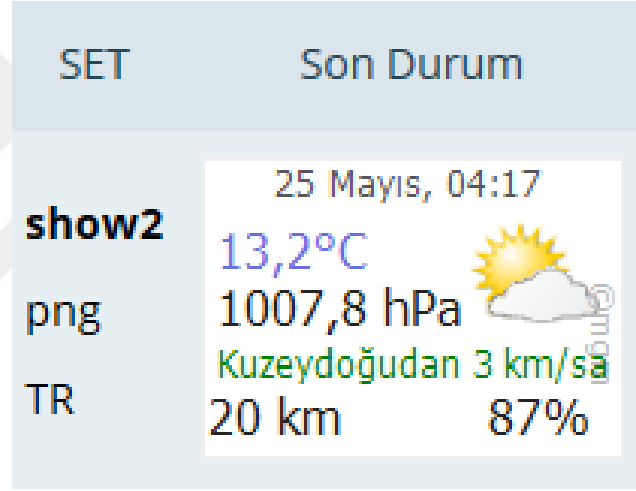 SET Son Durum
show2
png
TR
25 Mayıs, 04:17
13,2°C
1007,8 hPa
Kuzeydoğudan 3 km/sa
20 km 87%